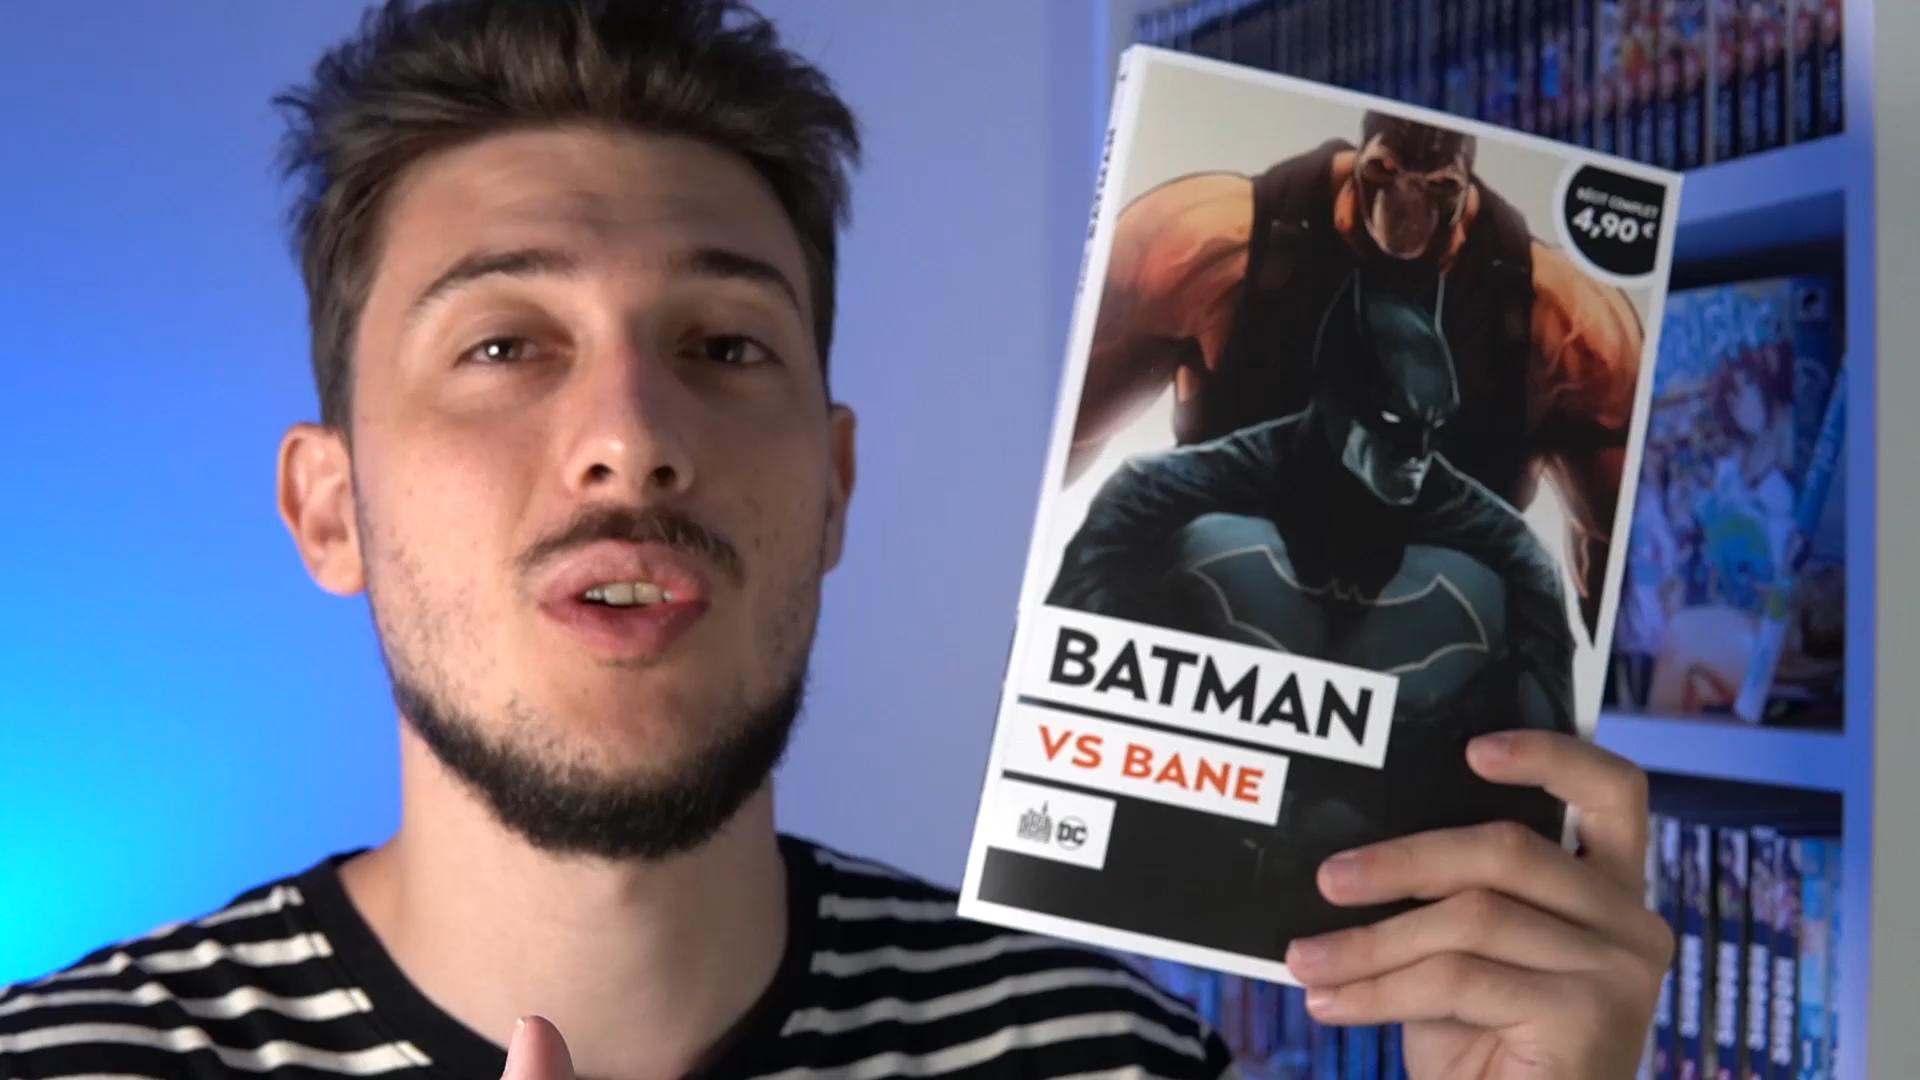 RÉCIT COMPLET
4,90 €
BATMAN
VS BANE
DC